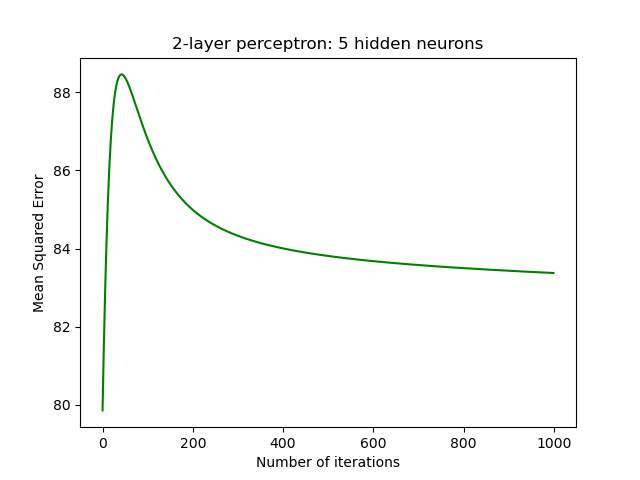 2-layer perceptron: 5 hidden neurons
Mean Squared Error
88
86
84
82
80
0 200 400 600 800 1000
Number of iterations